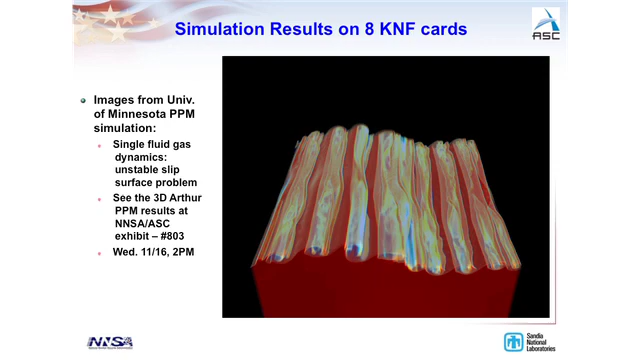 Simulation Results on 8 KNF cards
ASC
Images from Univ.
of Minnesota PPM
simulation:
Single fluid gas
dynamics:
unstable slip
surface problem
See the 3D Arthur
PPM results at
NNSA/ASC
exhibit – #803
Wed. 11/16, 2PM
NNSA
Sandia
National
Laboratories